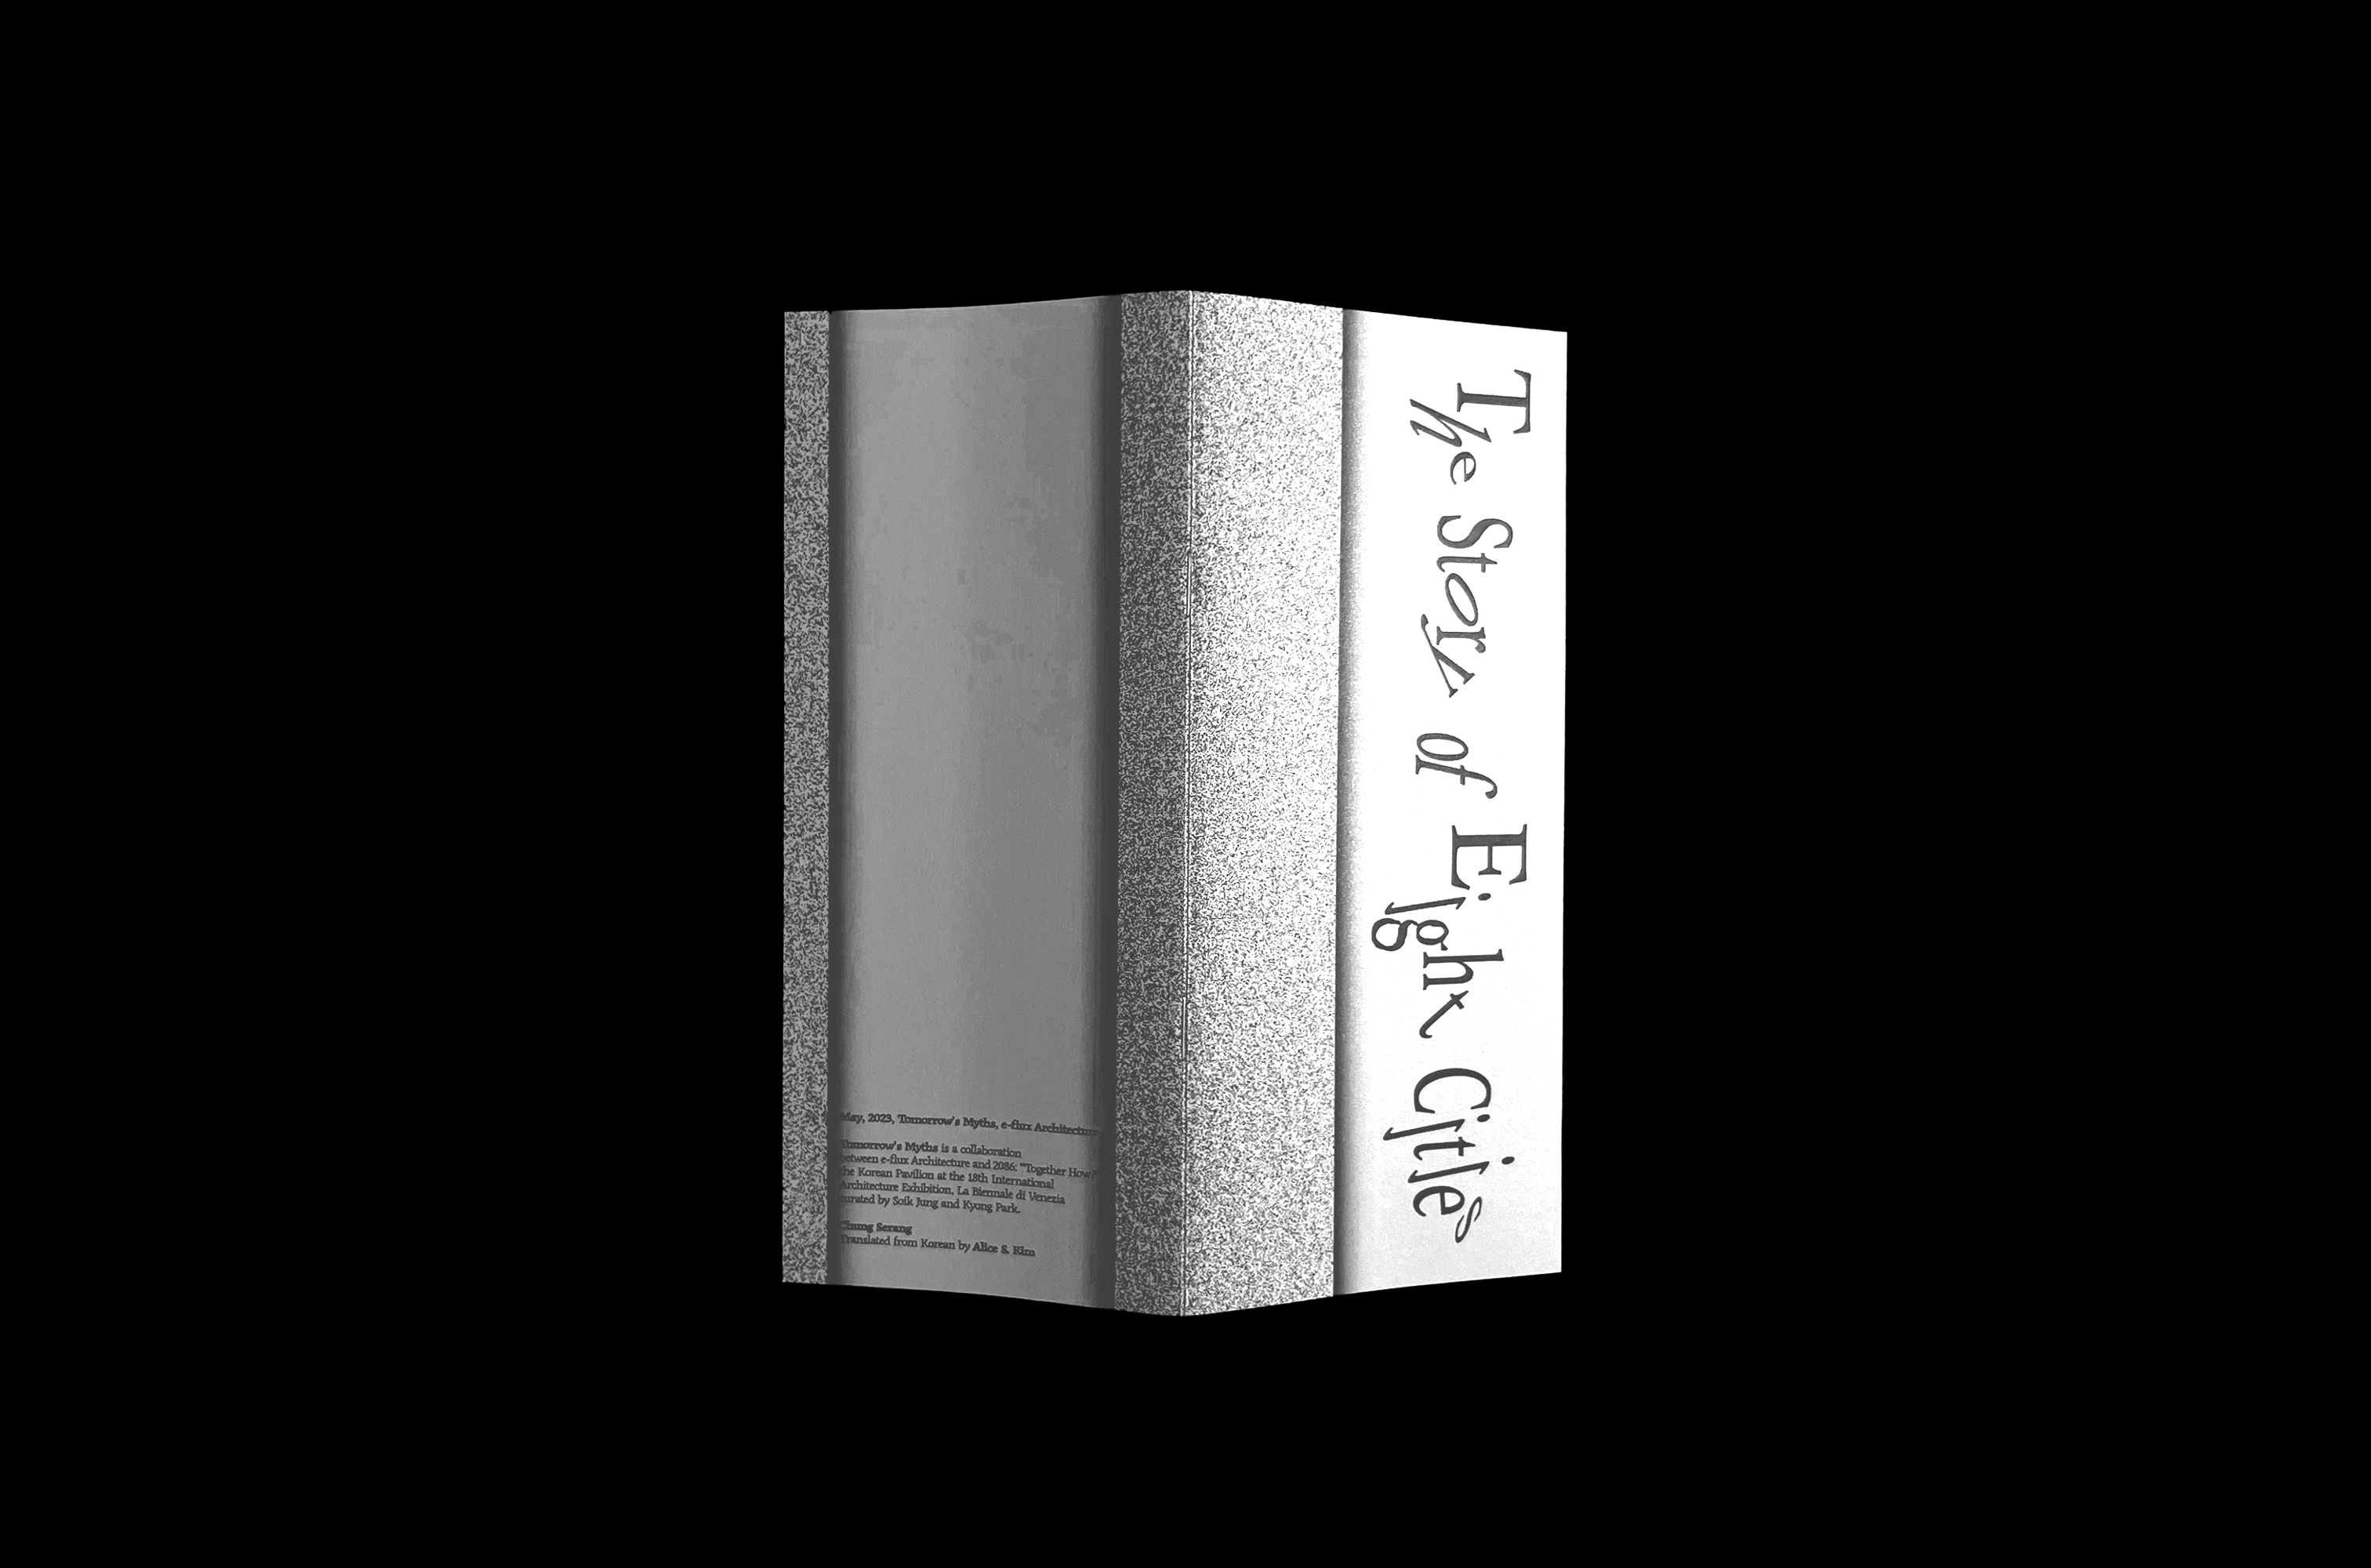 The Story of Eight Cities
May, 2023, Tomorrow's Myths, e-flux Architecture
Tomorrow's Myths is a collaboration
between e-flux Architecture and 2086: "Together How?"
the Korean Pavilion at the 18th International
Architecture Exhibition, La Biennale di Venezia
curated by Soik Jung and Kyong Park.
Chung Serang
Translated from Korean by Alice S. Kim